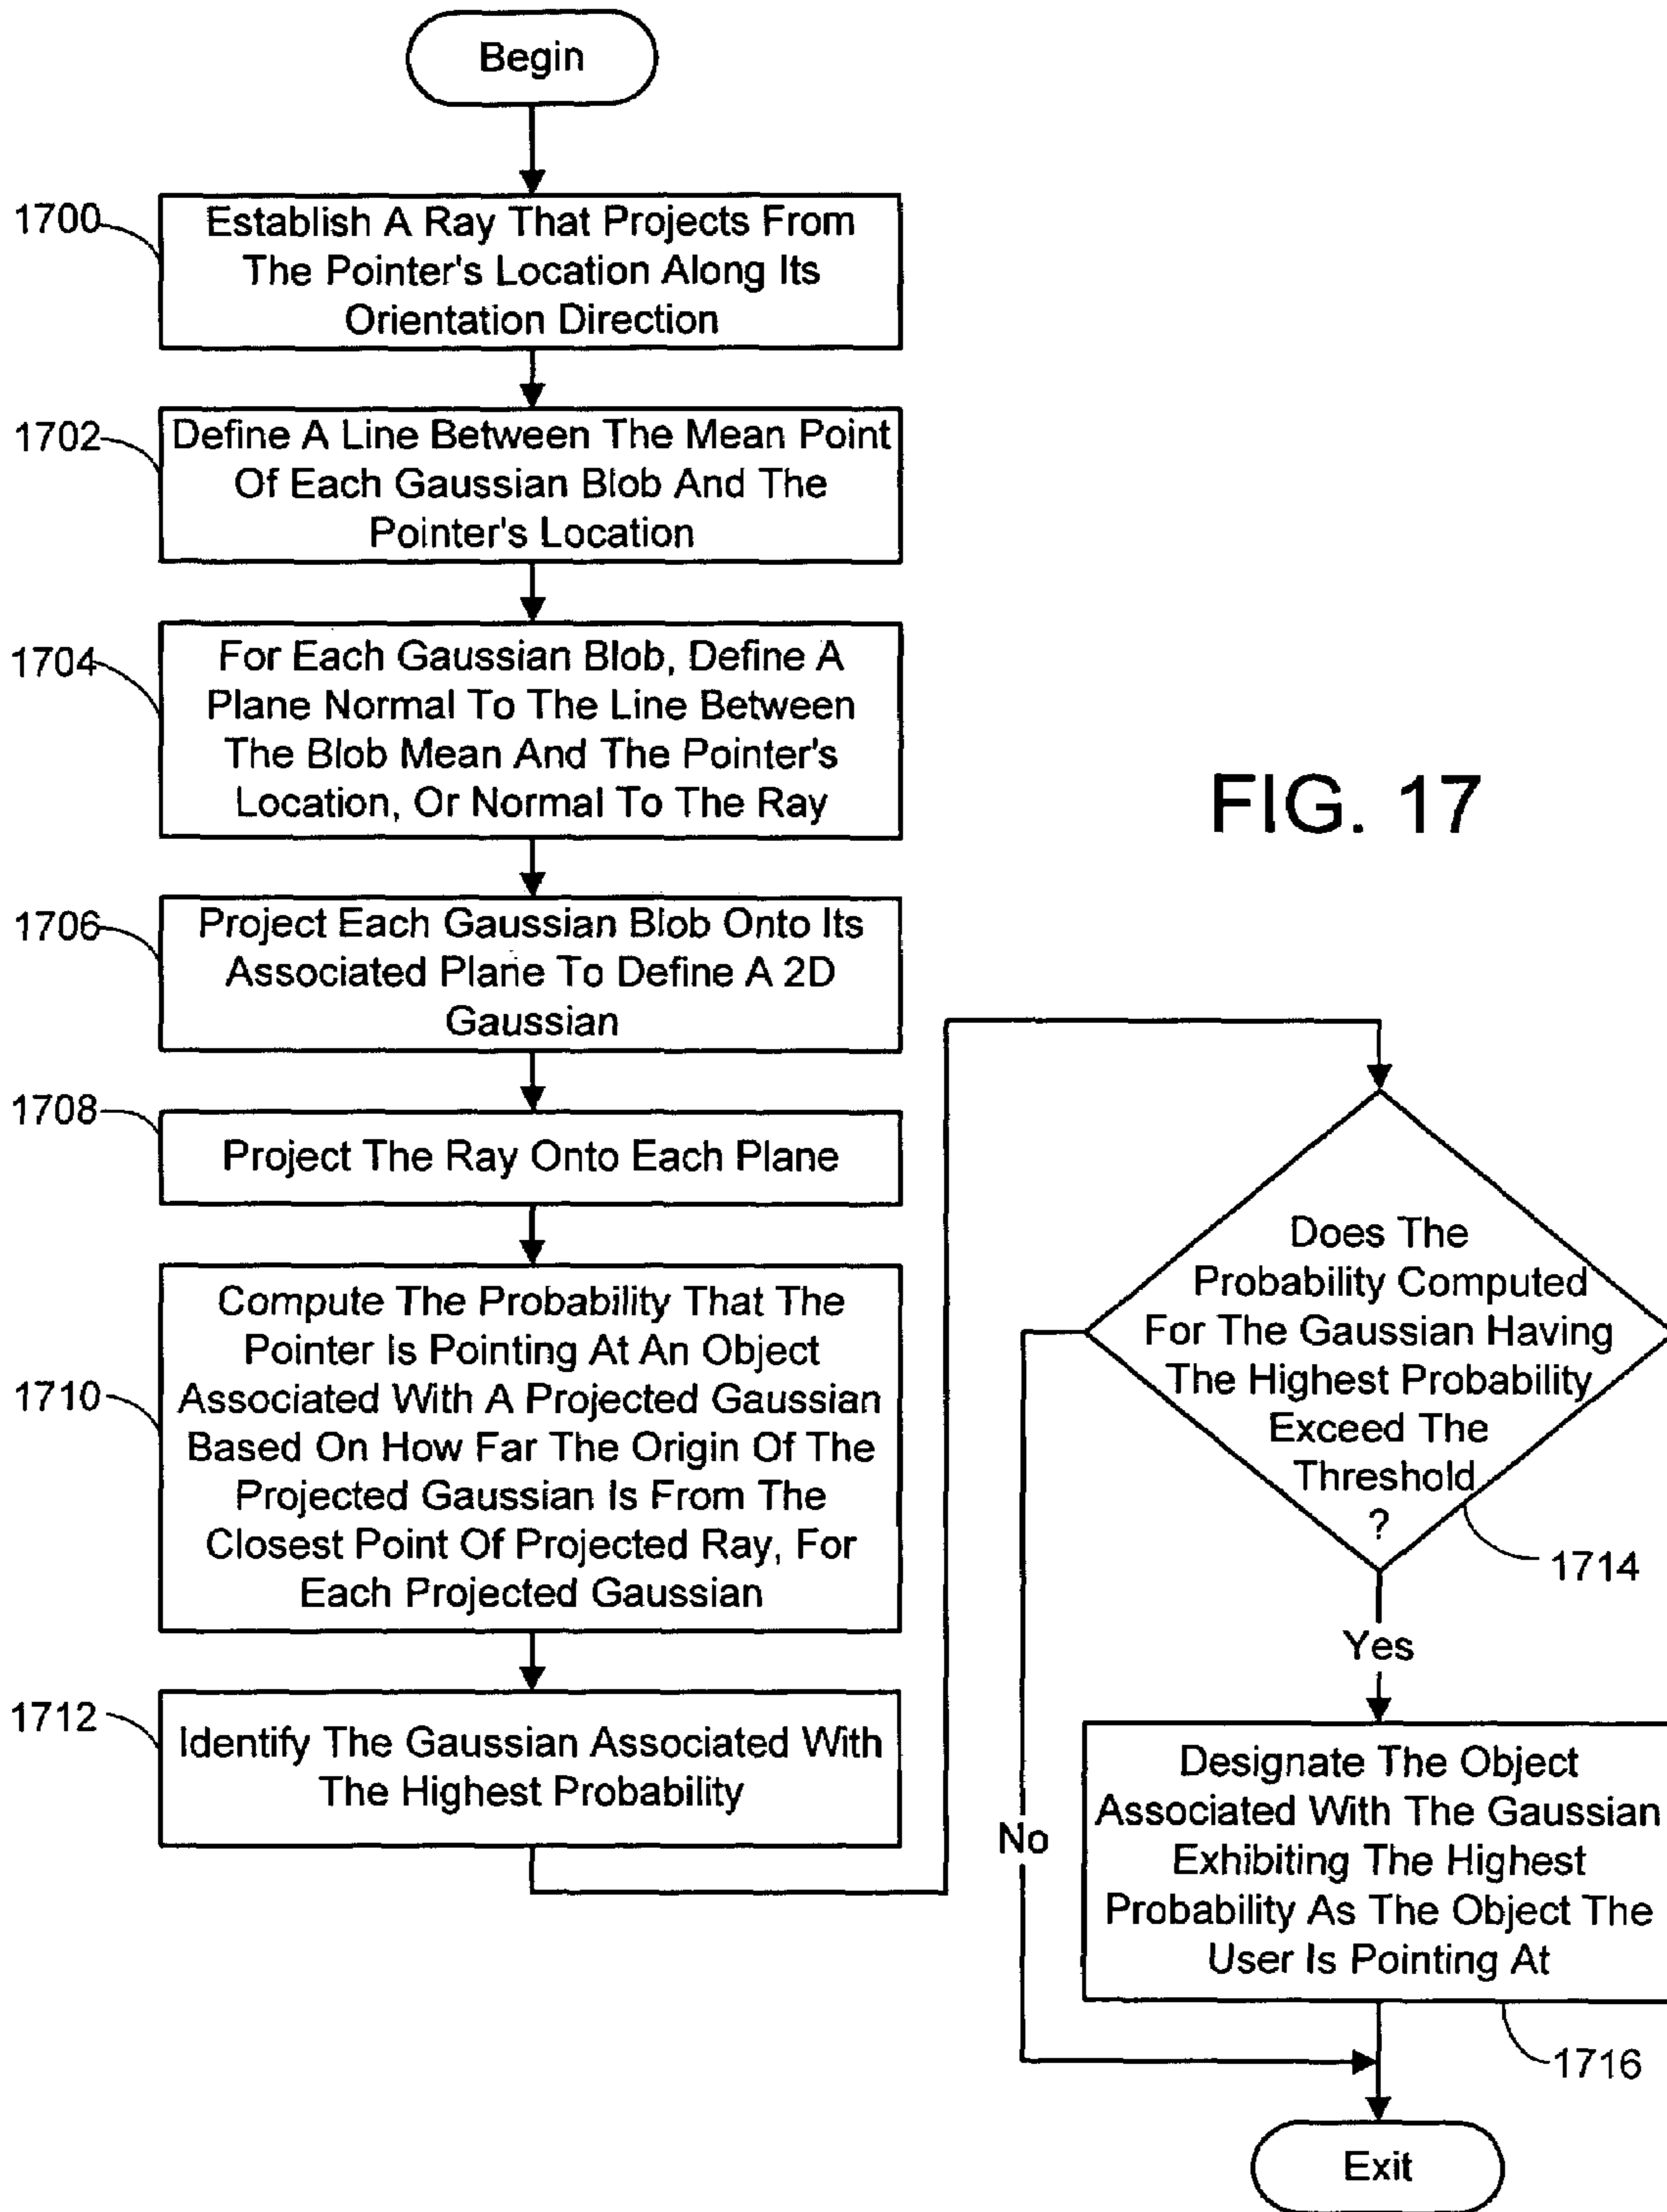 Begin
1700
Establish A Ray That Projects From
The Pointer's Location Along Its
Orientation Direction
1702
Define A Line Between The Mean Point
Of Each Gaussian Blob And The
Pointer's Location
1704
For Each Gaussian Blob, Define A
Plane Normal To The Line Between
The Blob Mean And The Pointer's
Location, Or Normal To The Ray
FIG. 17
1706
Project Each Gaussian Blob Onto Its
Associated Plane To Define A 2D
Gaussian
1708
Project The Ray Onto Each Plane
1710
Compute The Probability That The
Pointer Is Pointing At An Object
Associated With A Projected Gaussian
Based On How Far The Origin Of The
Projected Gaussian Is From The
Closest Point Of Projected Ray, For
Each Projected Gaussian
1712
Identify The Gaussian Associated With
The Highest Probability
Does The
Probability Computed
For The Gaussian Having
The Highest Probability
Exceed The
Threshold
?
1714
Yes
No
Designate The Object
Associated With The Gaussian
Exhibiting The Highest
Probability As The Object The
User Is Pointing At
1716
Exit